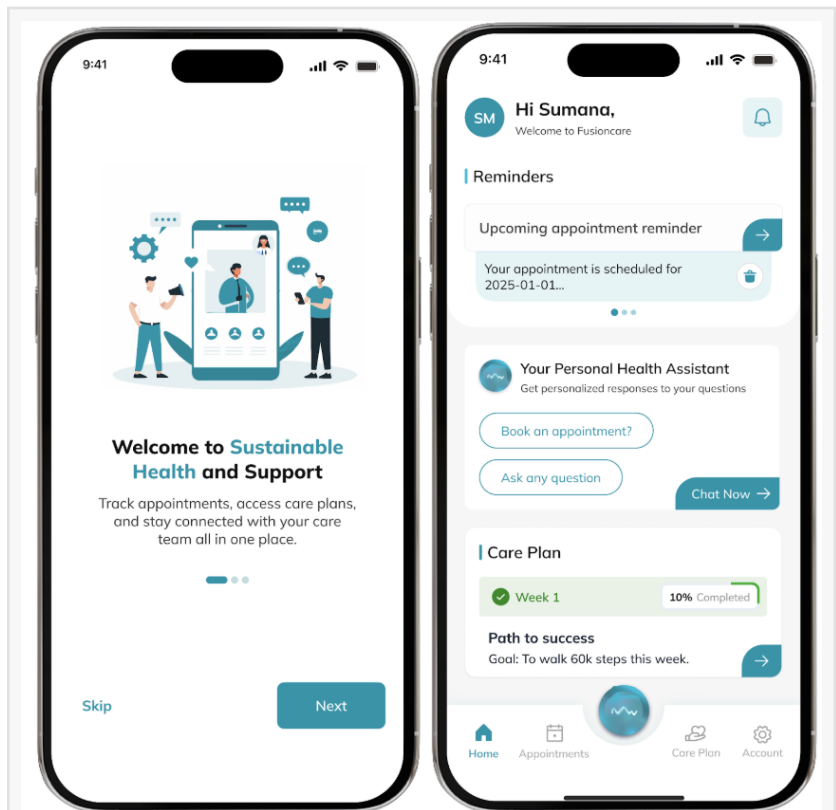 9:41
Welcome to Sustainable
Health and Support
Track appointments, access care plans,
and stay connected with your care
team all in one place.
Skip
Next
9:41
SM
Hi Sumana,
Welcome to Fusioncare
Reminders
Upcoming appointment reminder
Your appointment is scheduled for
2025-01-01...
Your Personal Health Assistant
Get personalized responses to your questions
Book an appointment?
Ask any question
Chat Now →
Care Plan
Week 1
10% Completed
Path to success
Goal: To walk 60k steps this week.
Home
Appointments
Care Plan
Account